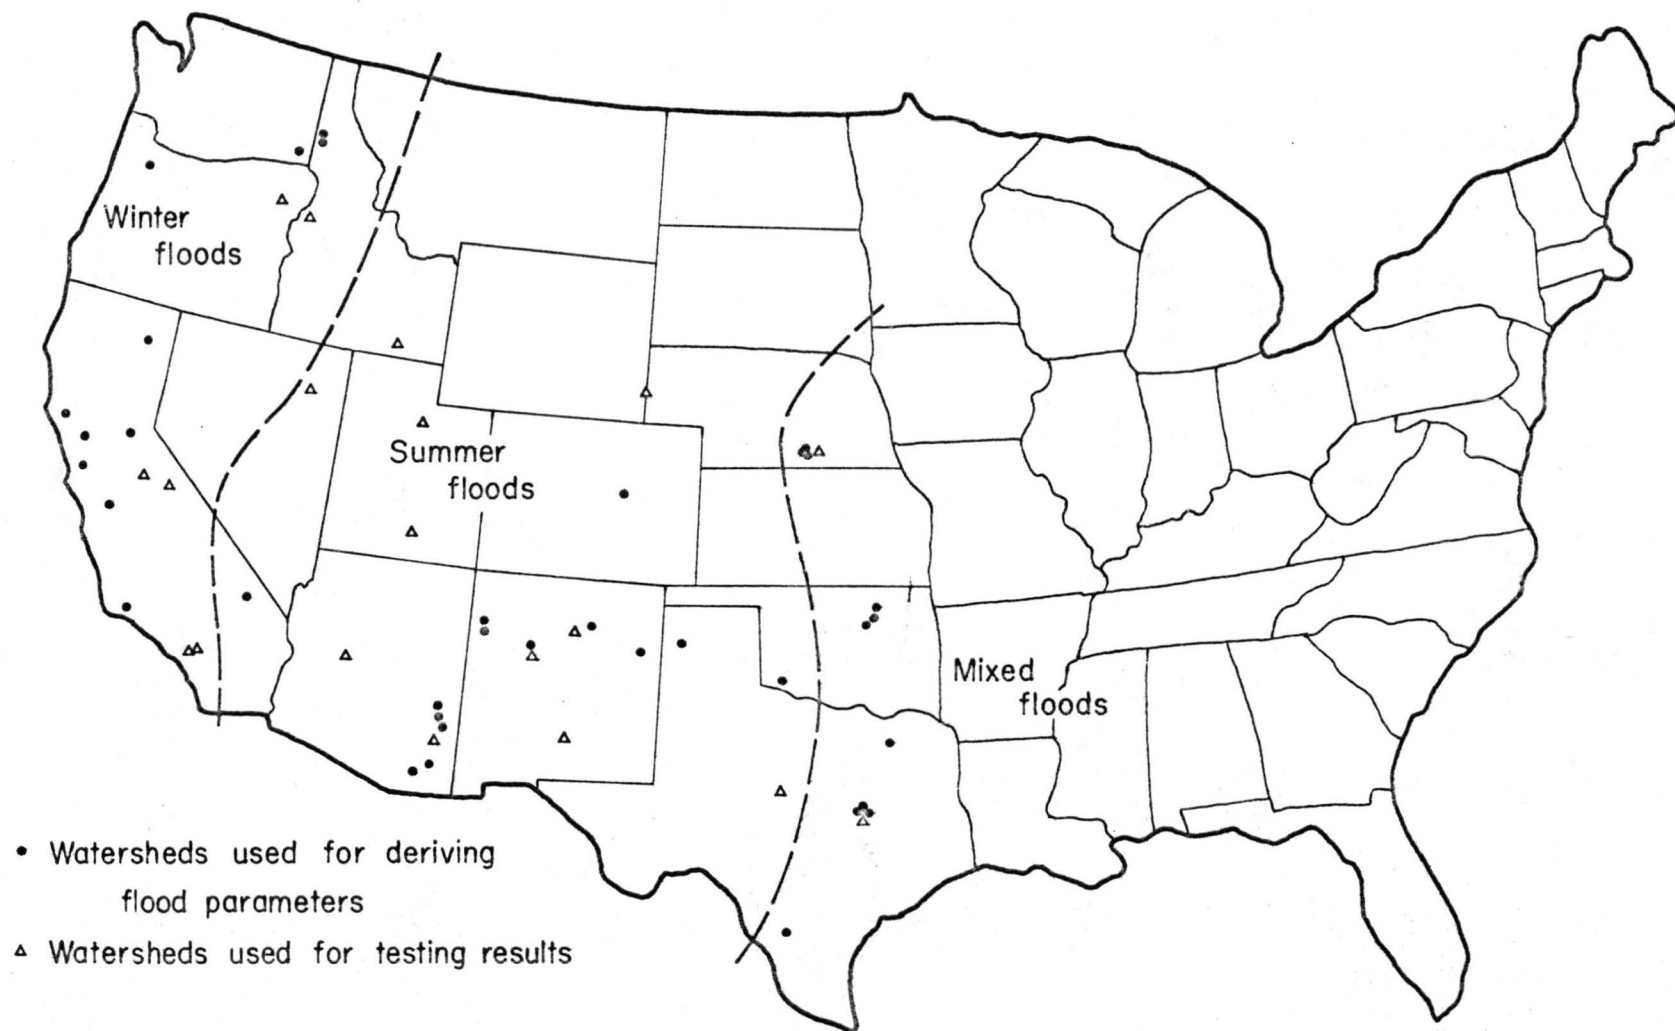 Winter
floods
Summer
floods
Mixed
floods
• Watersheds used for deriving
flood parameters
△ Watersheds used for testing results